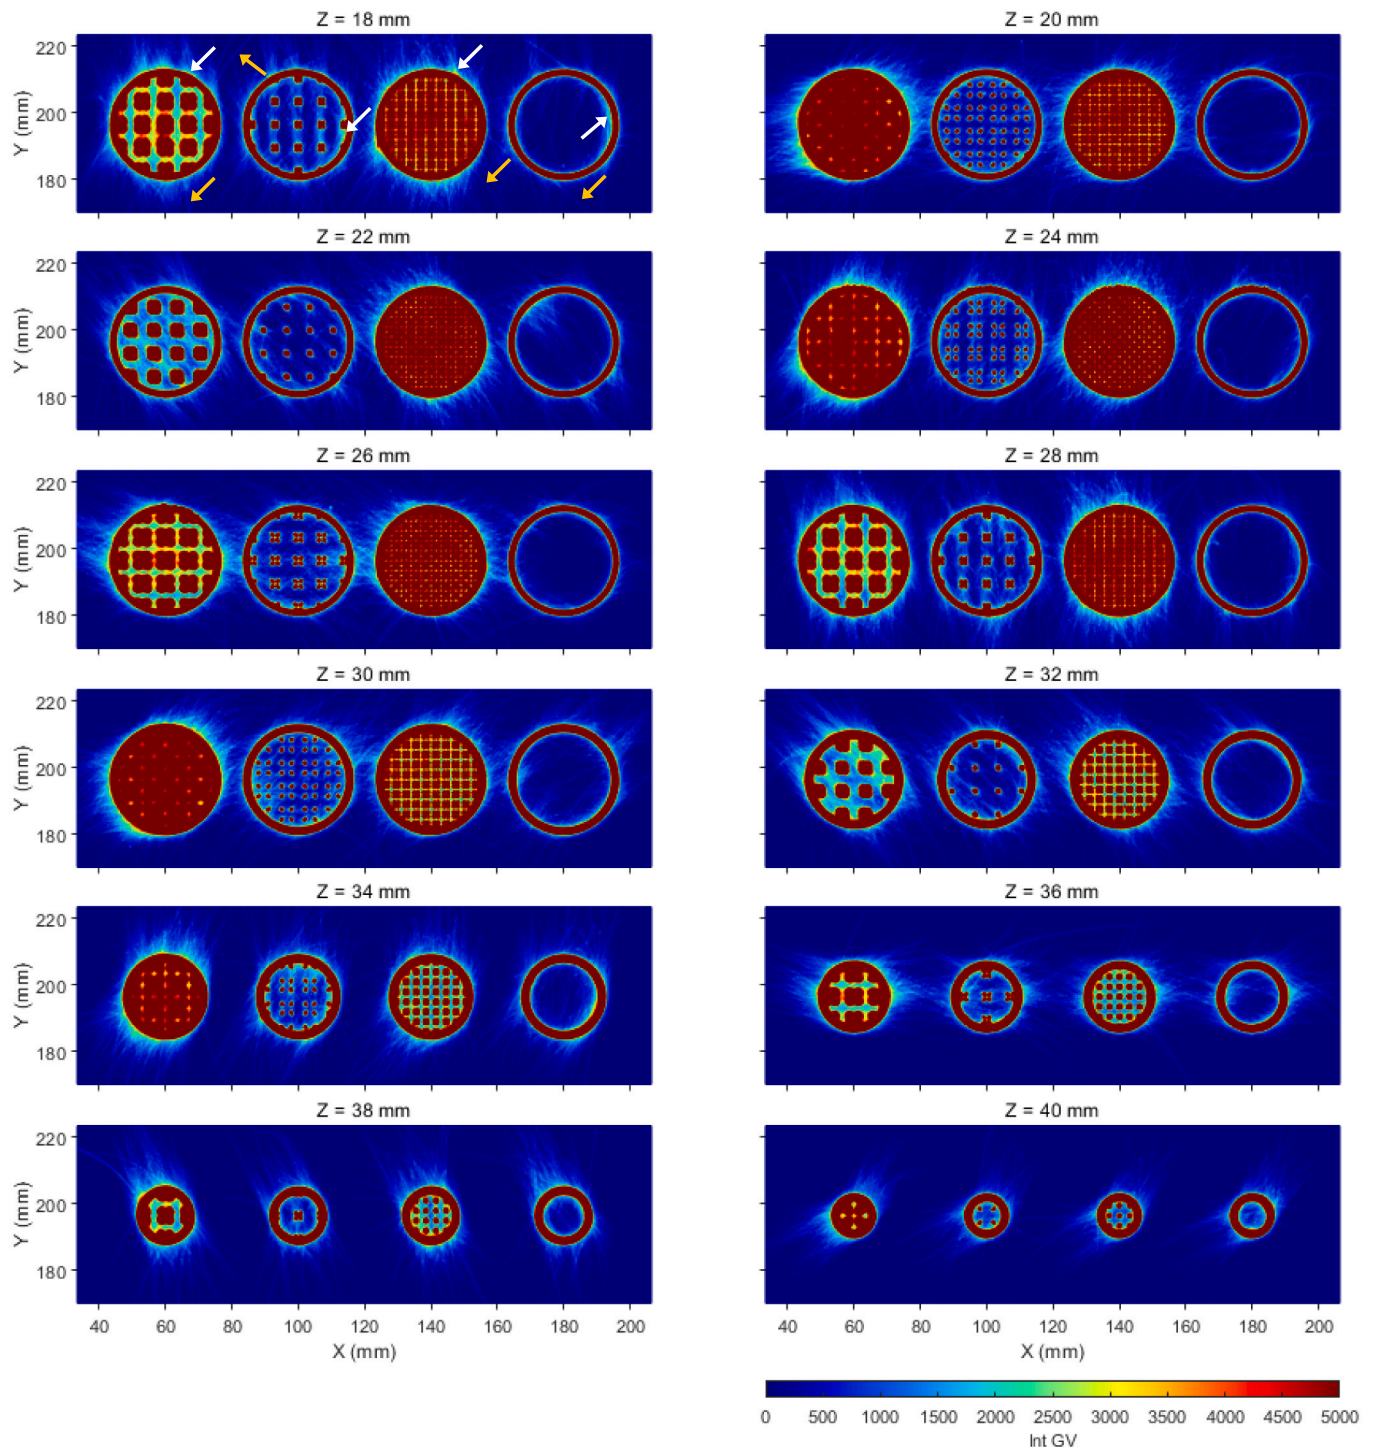 Z = 18 mm
Z = 20 mm
220
200
180
Y (mm)
Z = 22 mm
Z = 24 mm
220
200
180
Y (mm)
Z = 26 mm
Z = 28 mm
220
200
180
Y (mm)
Z = 30 mm
Z = 32 mm
220
200
180
Y (mm)
Z = 34 mm
Z = 36 mm
220
200
180
Y (mm)
Z = 38 mm
Z = 40 mm
220
200
180
Y (mm)
40 60 80 100 120 140 160 180 200
40 60 80 100 120 140 160 180 200
X (mm)
X (mm)
0 500 1000 1500 2000 2500 3000 3500 4000 4500 5000
Int GV